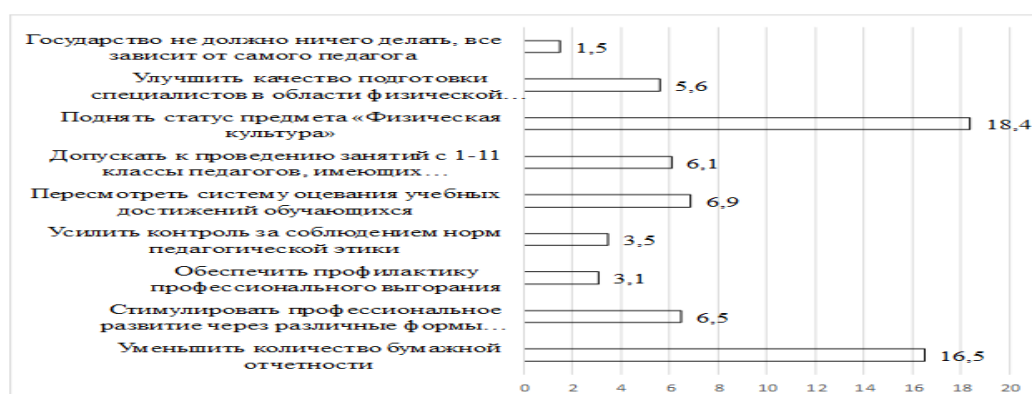 Государство не должно ничего делать, все
зависит от самого педагога
1,5
Улучшить качество подготовки
специалистов в области физической…
5,6
Поднять статус предмета «Физическая
культура»
18,4
Допускать к проведению занятий с 1-11
классы педагогов, имеющих…
6,1
Пересмотреть систему оцевания учебных
достижений обучающихся
6,9
Усилить контроль за соблюдением норм
педагогической этики
3,5
Обеспечить профилактику
профессионального выгорания
3,1
Стимулировать профессиональное
развитие через различные формы…
6,5
Уменьшить количество бумажной
отчетности
16,5
0 2 4 6 8 10 12 14 16 18 20